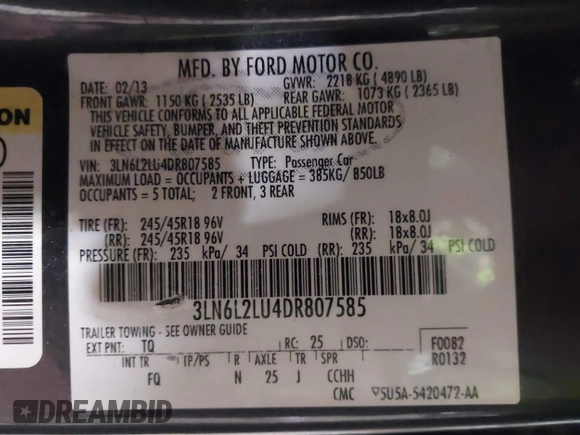 ON
MFD. BY FORD MOTOR CO.
DATE: 02/13 GVWR: 2218 KG (4890 LB)
FRONT GAWR: 1150 KG (2535 LB) REAR GAWR: 1073 KG (2365 LB)
THIS VEHICLE CONFORMS TO ALL APPLICABLE FEDERAL MOTOR
VEHICLE SAFETY, BUMPER, AND THEFT PREVENTION STANDARDS
IN EFFECT ON THE DATE OF MANUFACTURE SHOWN ABOVE.
VIN: 3LN6L2LU4DR807585 TYPE: Passenger Car
MAXIMUM LOAD = OCCUPANTS + LUGGAGE = 385KG/ 850LB
OCCUPANTS = 5 TOTAL; 2 FRONT, 3 REAR
TIRE (FR): 245/45R18 96V RIMS (FR): 18x8.0J
(RR): 245/45R18 96V (RR): 18x8.0J
PRESSURE (FR): 235 kPa/ 34 PSI COLD (RR): 235 kPa/ 34 PSI COLD
3LN6L2LU4DR807585
TRAILER TOWING - SEE OWNER GUIDE
EXT PNT: TQ RC: 25 DSO: F0082
INT TR IP/PS R AXLE TR SPR R0132
FQ N 25 J CCHH
CMC 5U5A-5420472-AA
DREAMBID